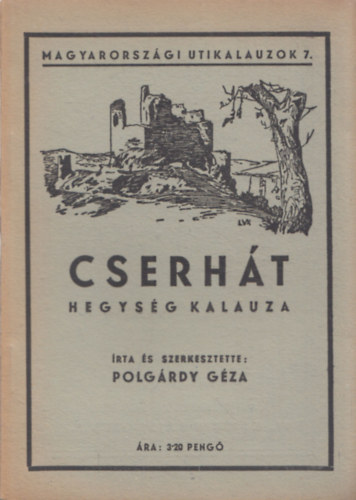 MAGYARORSZÁGI UTIKALAUZOK 7.
CSERHÁT
HEGYSÉG KALAUZA
ÍRTA ÉS SZERKESZTETTE:
POLGÁRDY GÉZA
ÁRA: 3·20 PENGŐ